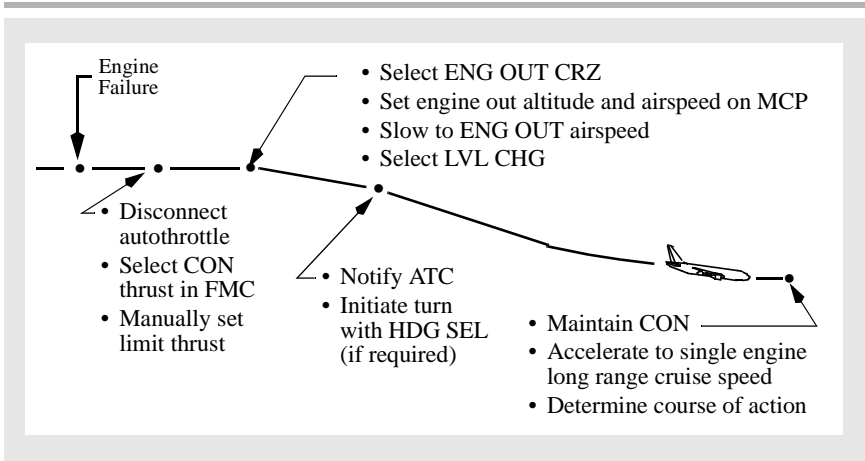 Engine
Failure
• Select ENG OUT CRZ
• Set engine out altitude and airspeed on MCP
• Slow to ENG OUT airspeed
• Select LVL CHG
• Disconnect
autothrottle
• Select CON
thrust in FMC
• Manually set
limit thrust
• Notify ATC
• Initiate turn
with HDG SEL
(if required)
• Maintain CON
• Accelerate to single engine
long range cruise speed
• Determine course of action